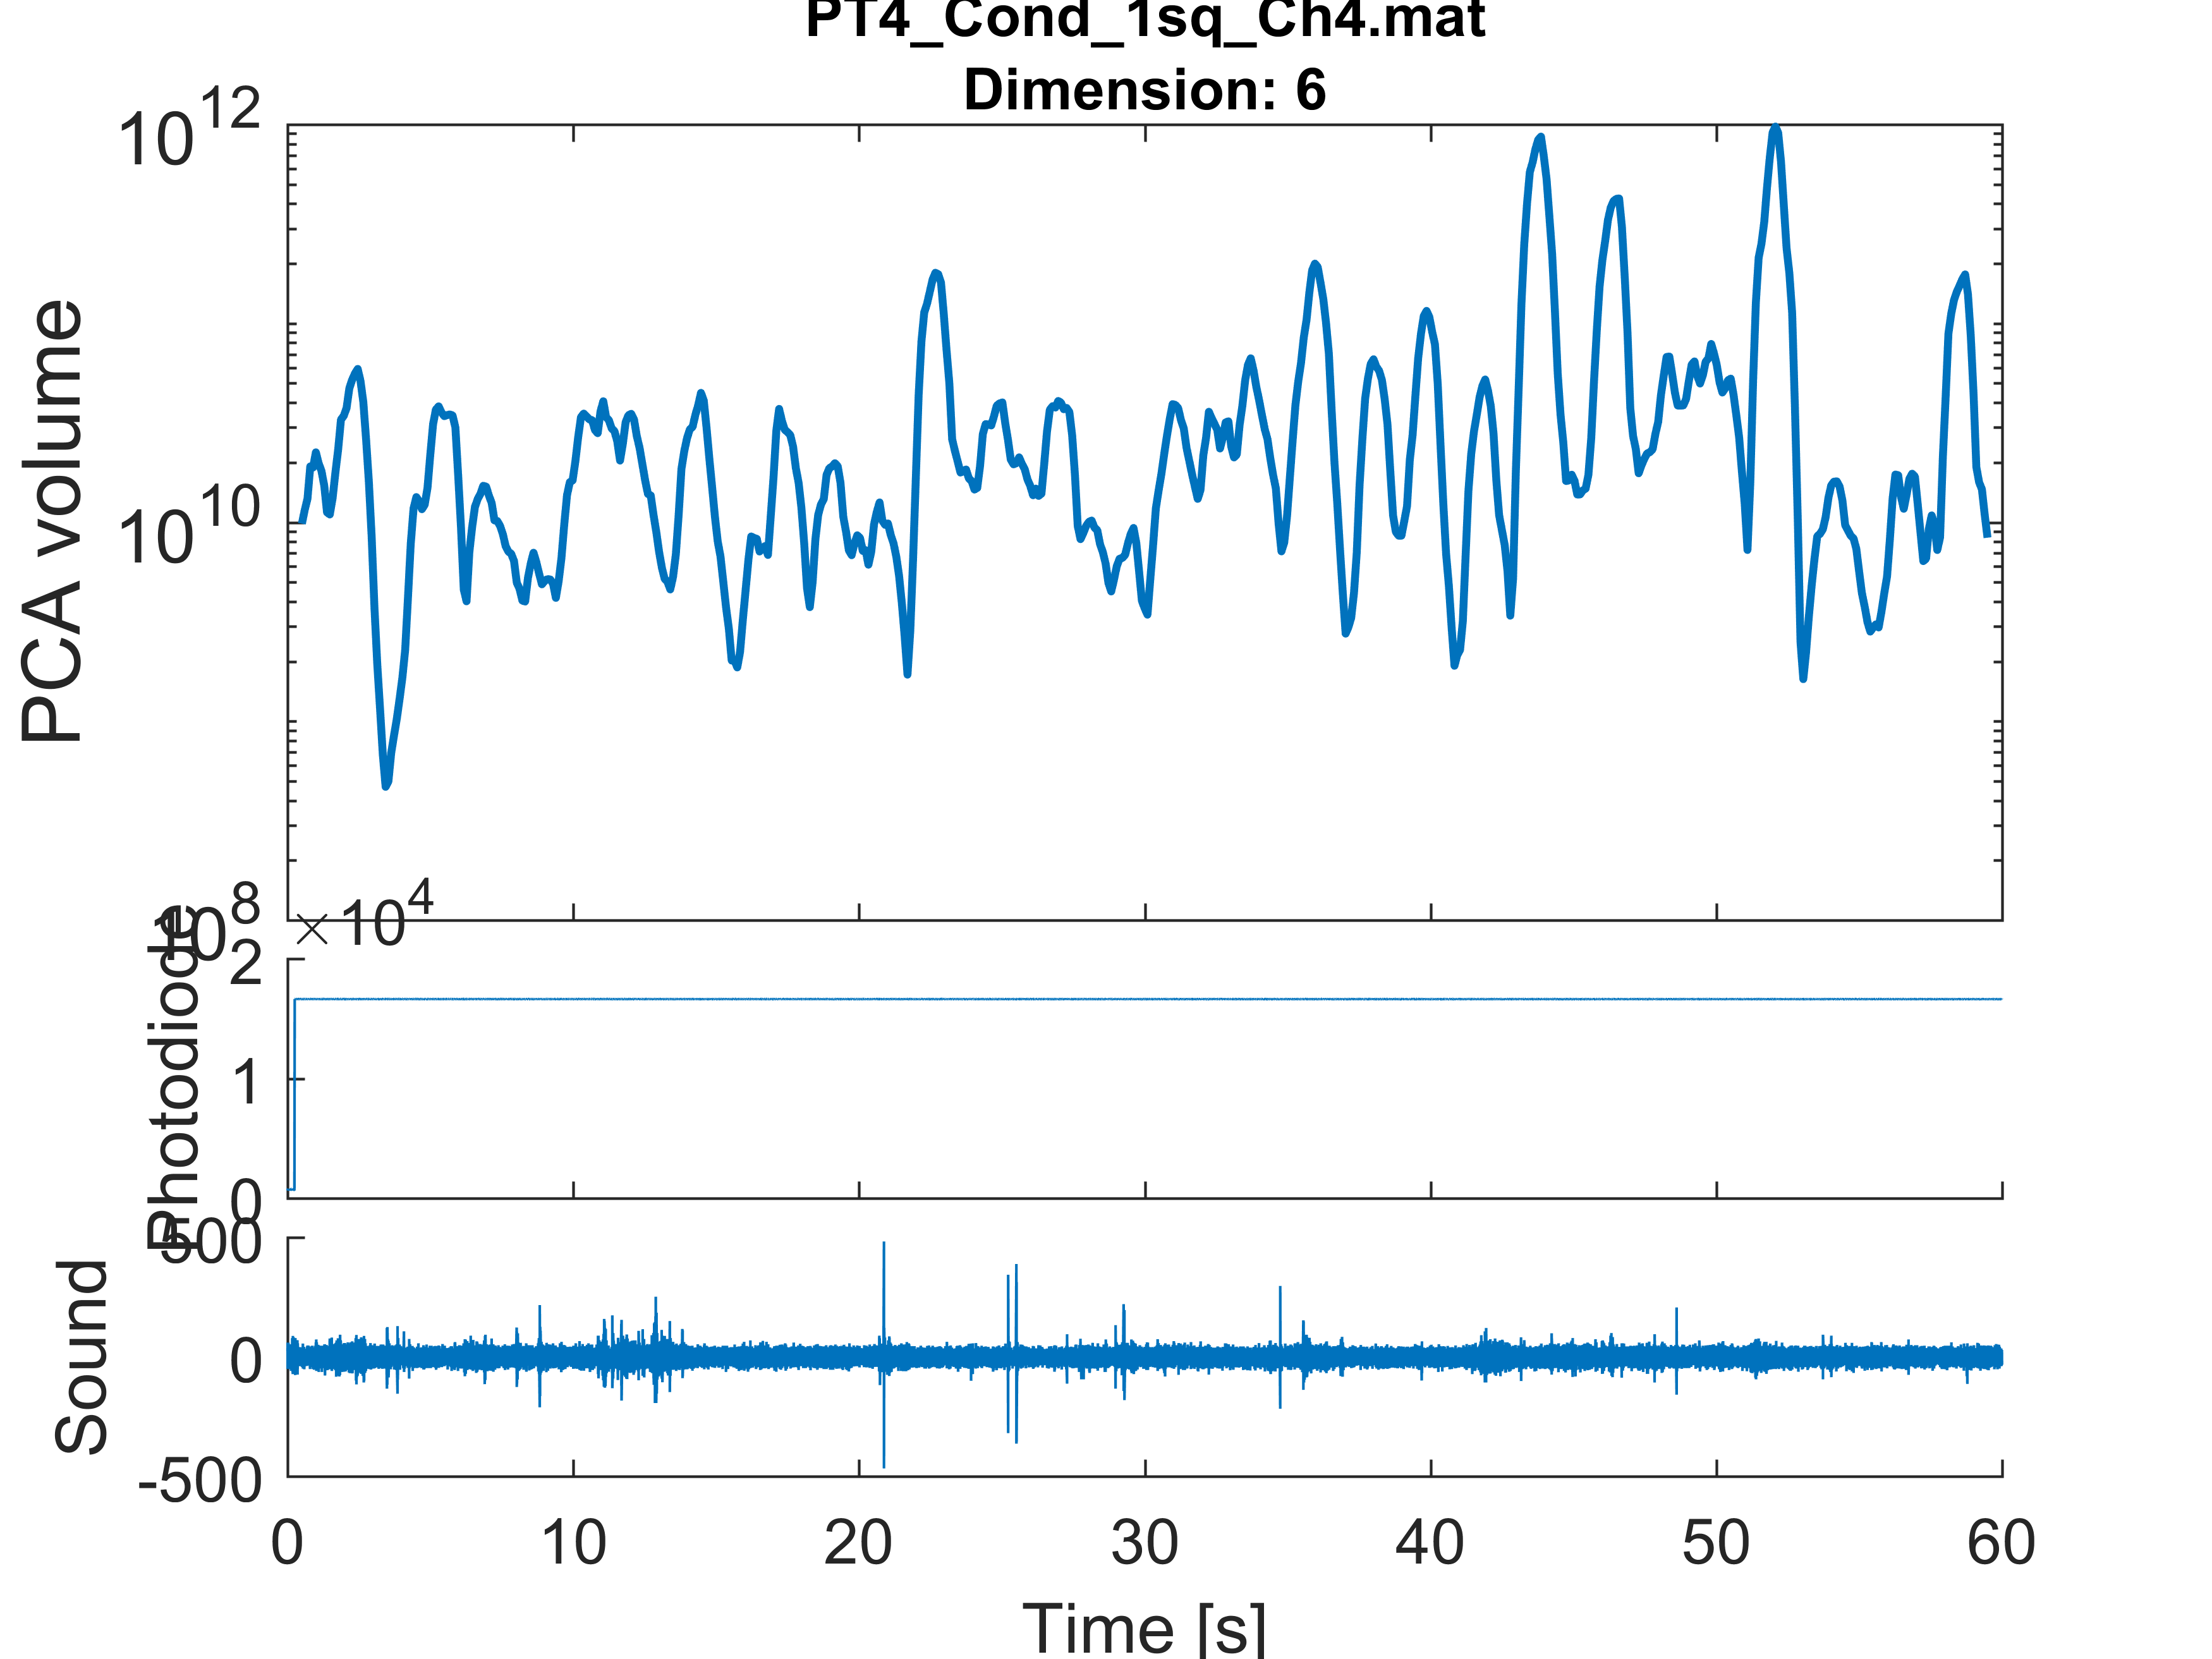 PT4_Cond_1sq_Ch4.mat
Dimension: 6
10^12
10^10
10^8
PCA volume
×10^4
2
1
0
Photodiode
500
0
-500
Sound
0 10 20 30 40 50 60
Time [s]